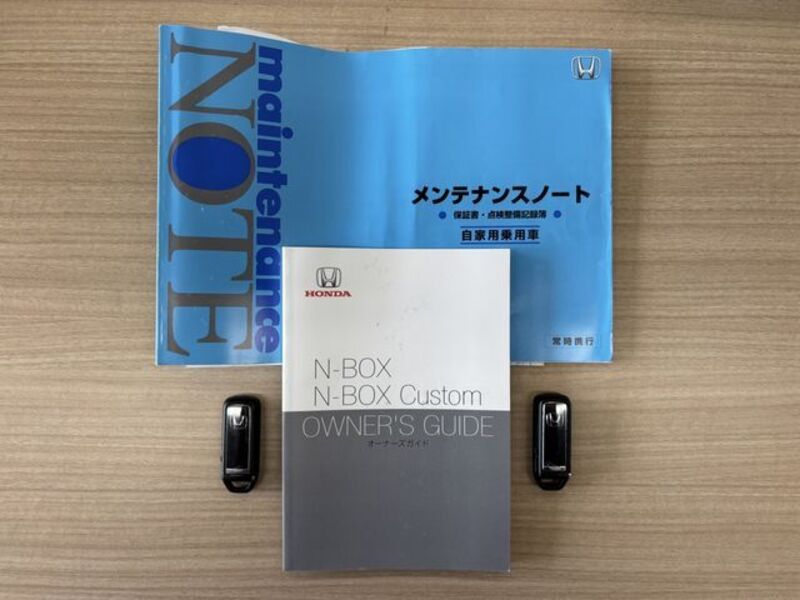 maintenance
NOTE
メンテナンスノート
● 保証書・点検整備記録簿 ●
自家用乗用車
常時携行
HONDA
N-BOX
N-BOX Custom
OWNER'S GUIDE
オーナーズガイド